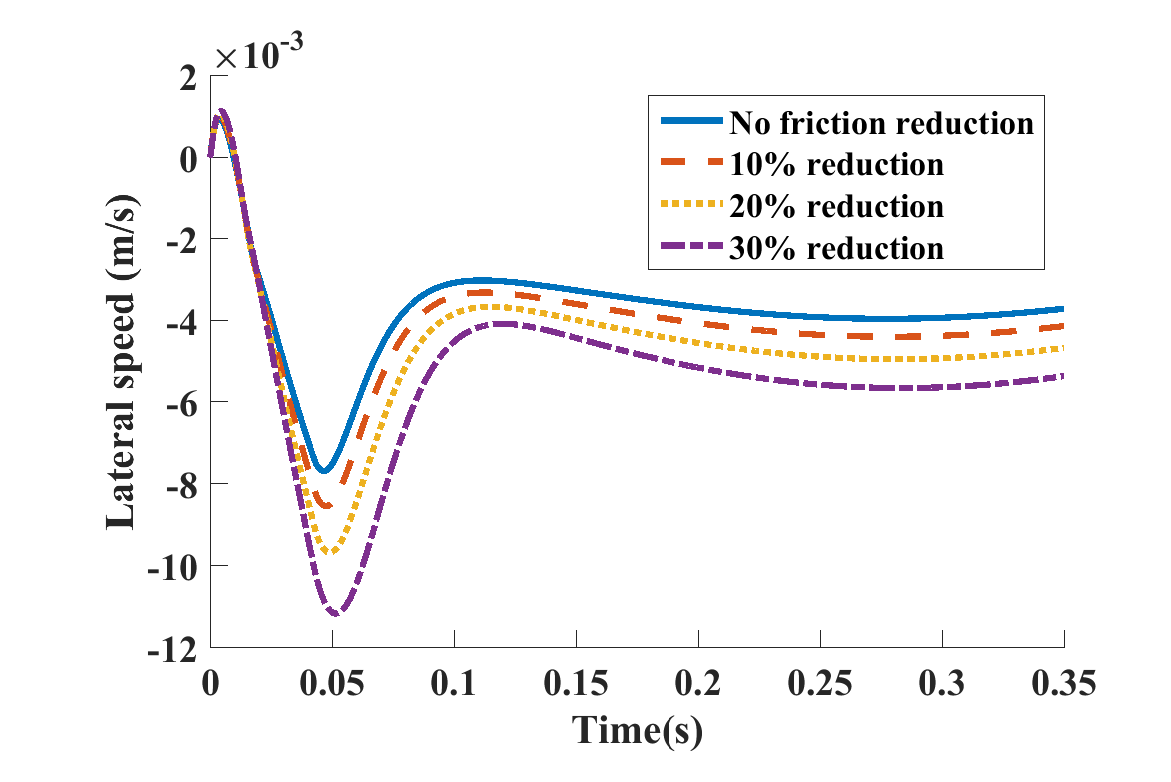 ×10-3
2
0
-2
-4
-6
-8
-10
-12
Lateral speed (m/s)
No friction reduction
10% reduction
20% reduction
30% reduction
0 0.05 0.1 0.15 0.2 0.25 0.3 0.35
Time(s)